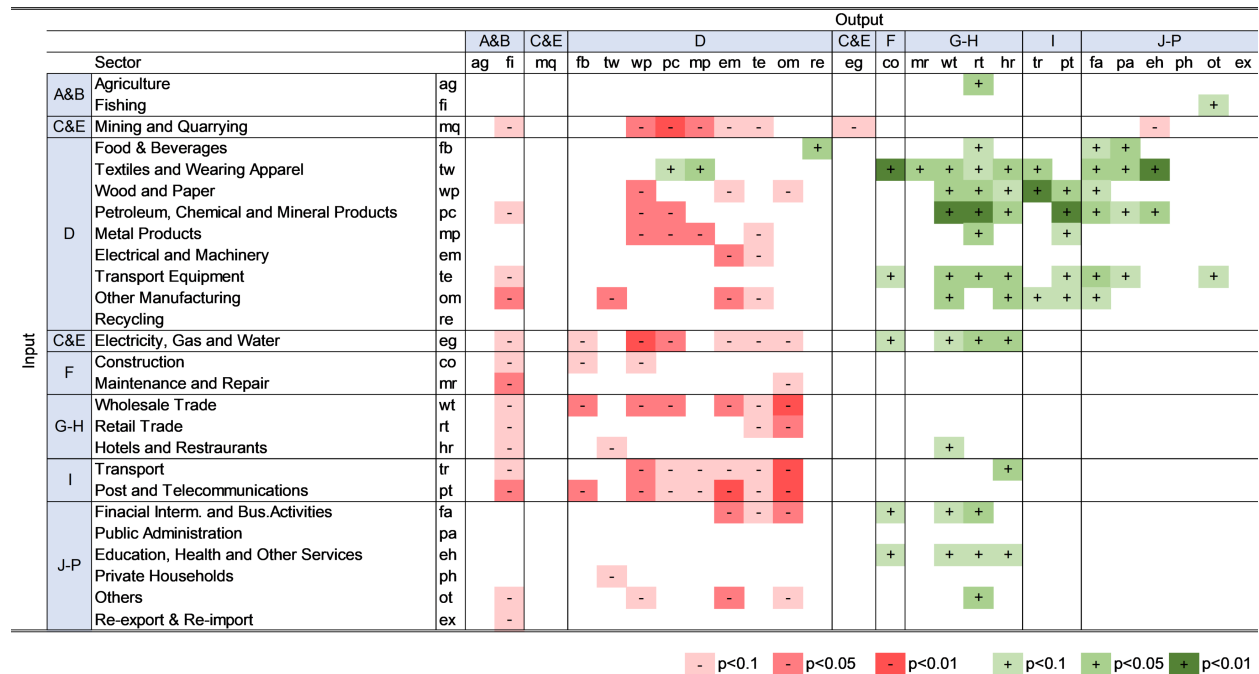 Output
A&B C&E D C&E F G-H I J-P
Sector ag fi mq fb tw wp pc mp em te om re eg co mr wt rt hr tr pt fa pa eh ph ot ex
Input
A&B
Agriculture ag +
Fishing fi +
C&E Mining and Quarrying mq - - - - - - - -
D
Food & Beverages fb + + + +
Textiles and Wearing Apparel tw + + + + + + + + + + +
Wood and Paper wp - - - + + + + + +
Petroleum, Chemical and Mineral Products pc - - - + + + + + + +
Metal Products mp - - - - + +
Electrical and Machinery em - -
Transport Equipment te - + + + + + + + +
Other Manufacturing om - - - - + + + + +
Recycling re
C&E Electricity, Gas and Water eg - - - - - - - + + + +
F
Construction co - - -
Maintenance and Repair mr - -
G-H
Wholesale Trade wt - - - - - - -
Retail Trade rt - - -
Hotels and Restraurants hr - - +
I
Transport tr - - - - - - - +
Post and Telecommunications pt - - - - - - - -
J-P
Finacial Interm. and Bus.Activities fa - - - + + +
Public Administration pa
Education, Health and Other Services eh + + + +
Private Households ph -
Others ot - - - - +
Re-export & Re-import ex -
- p<0.1 - p<0.05 - p<0.01 + p<0.1 + p<0.05 + p<0.01